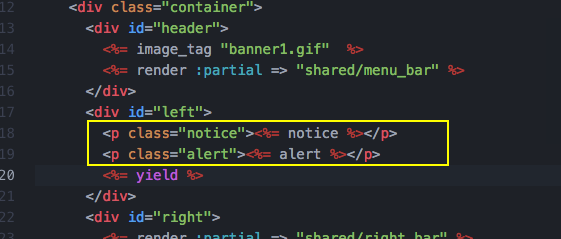 12 <div class="container">
13 <div id="header">
14 <%= image_tag "banner1.gif"  %>
15 <%= render :partial => "shared/menu_bar" %>
16 </div>
17 <div id="left">
18 <p class="notice"><%= notice %></p>
19 <p class="alert"><%= alert %></p>
20 <%= yield %>
21 </div>
22 <div id="right">
23 <%= render :partial => "shared/right_bar" %>